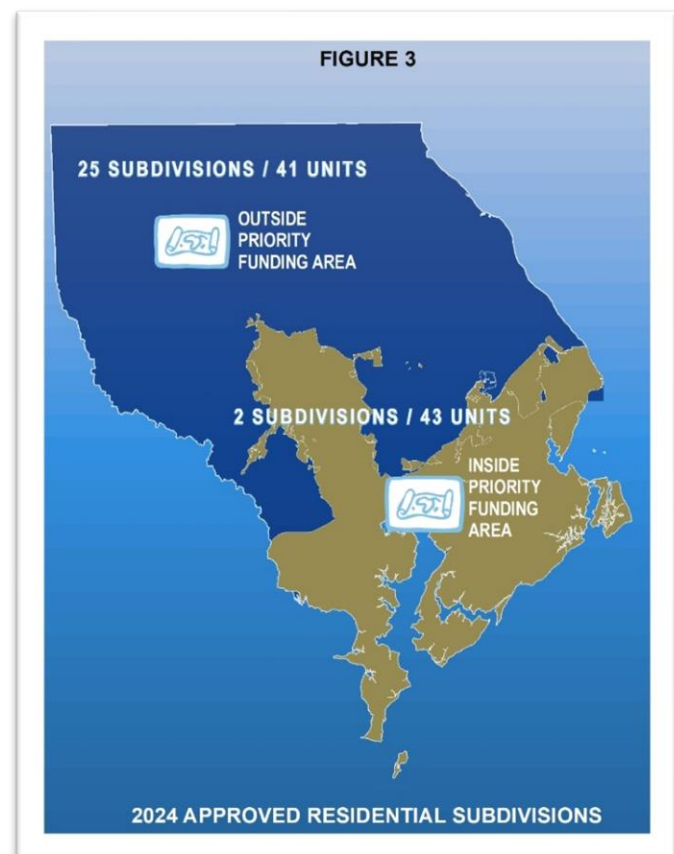 FIGURE 3
25 SUBDIVISIONS / 41 UNITS
OUTSIDE
PRIORITY
FUNDING AREA
2 SUBDIVISIONS / 43 UNITS
INSIDE
PRIORITY
FUNDING
AREA
2024 APPROVED RESIDENTIAL SUBDIVISIONS